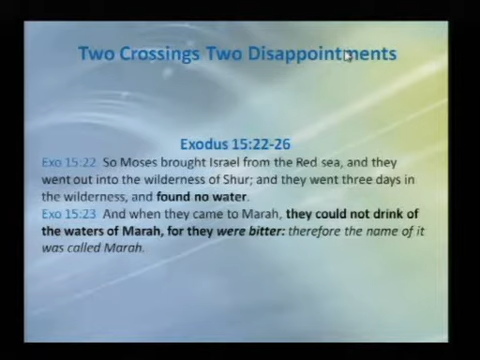 Two Crossings Two Disappointments
Exodus 15:22-26
Exo 15:22 So Moses brought Israel from the Red sea, and they
went out into the wilderness of Shur; and they went three days in
the wilderness, and found no water.
Exo 15:23 And when they came to Marah, they could not drink of
the waters of Marah, for they were bitter: therefore the name of it
was called Marah.